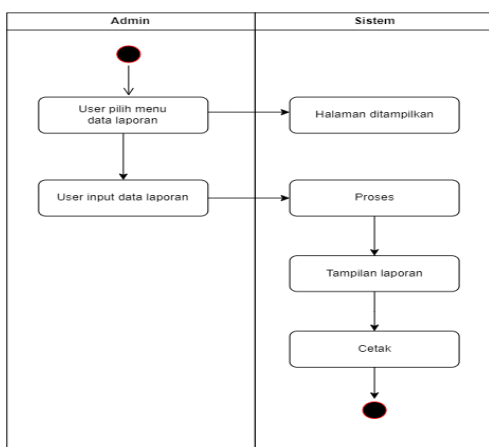 Admin
Sistem
User pilih menu
data laporan
Halaman ditampilkan
User input data laporan
Proses
Tampilan laporan
Cetak